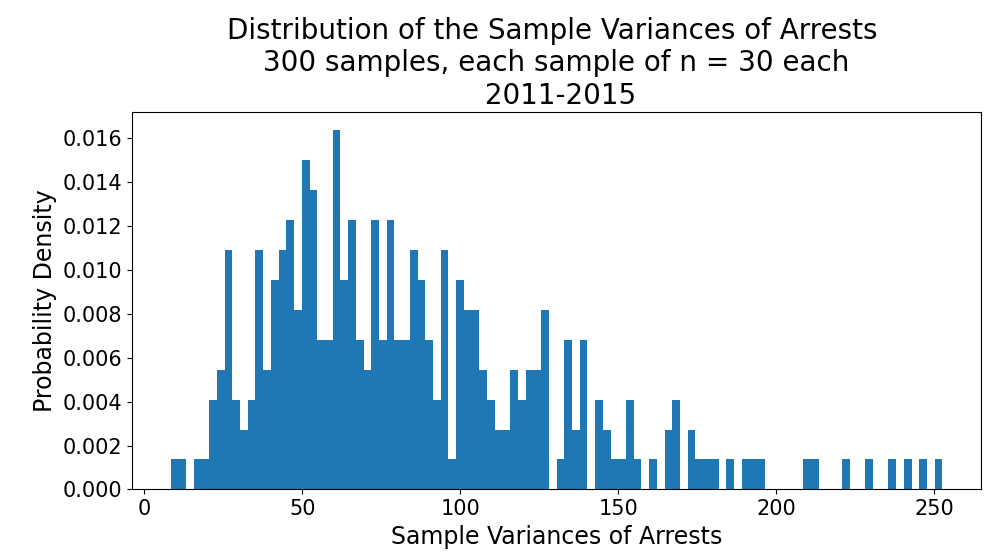 Distribution of the Sample Variances of Arrests
300 samples, each sample of n = 30 each
2011-2015
0.016
0.014
0.012
0.010
0.008
0.006
0.004
0.002
0.000
Probability Density
0 50 100 150 200 250
Sample Variances of Arrests